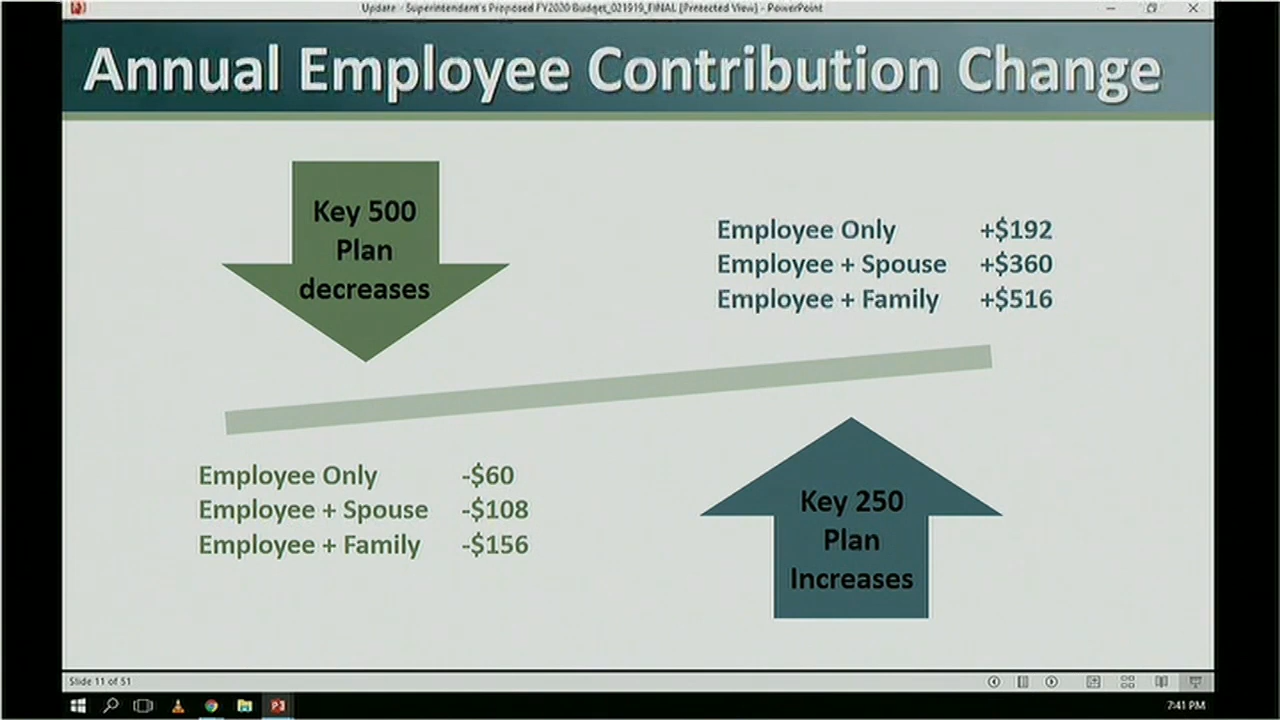 Update - Superintendent's Proposed FY2020 Budget_021919_FINAL [Protected View] - PowerPoint
Annual Employee Contribution Change
Key 500
Plan
decreases
Employee Only +$192
Employee + Spouse +$360
Employee + Family +$516
Employee Only -$60
Employee + Spouse -$108
Employee + Family -$156
Key 250
Plan
Increases
Slide 11 of 51
7:41 PM